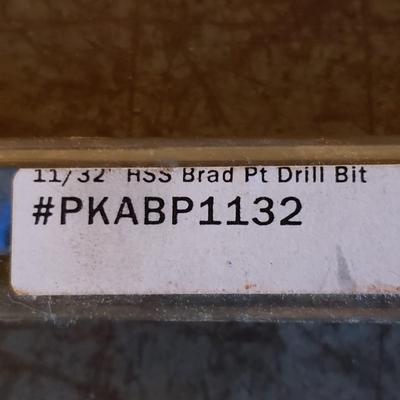 11/32" HSS Brad Pt Drill Bit
#PKABP1132